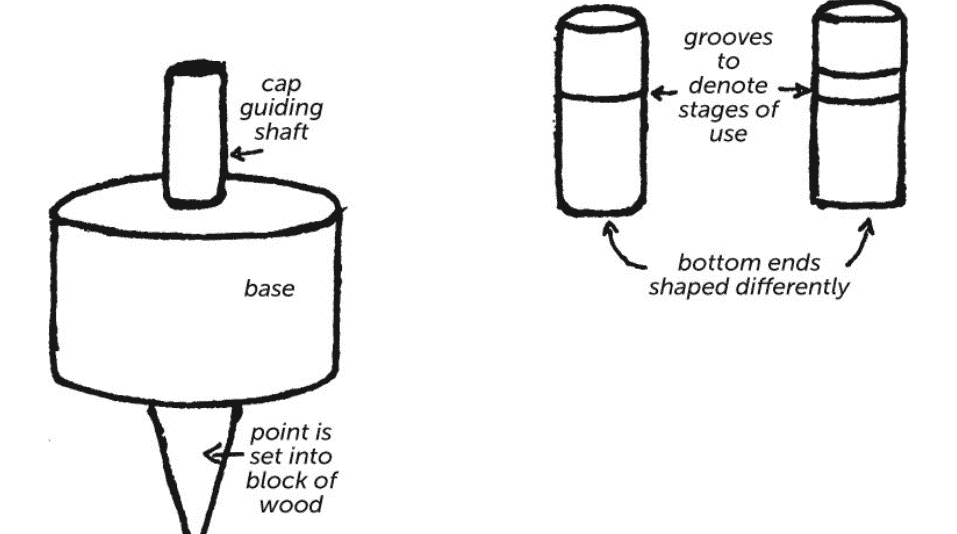 cap
guiding
shaft
base
point is
set into
block of
wood
grooves
to
denote
stages of
use
bottom ends
shaped differently